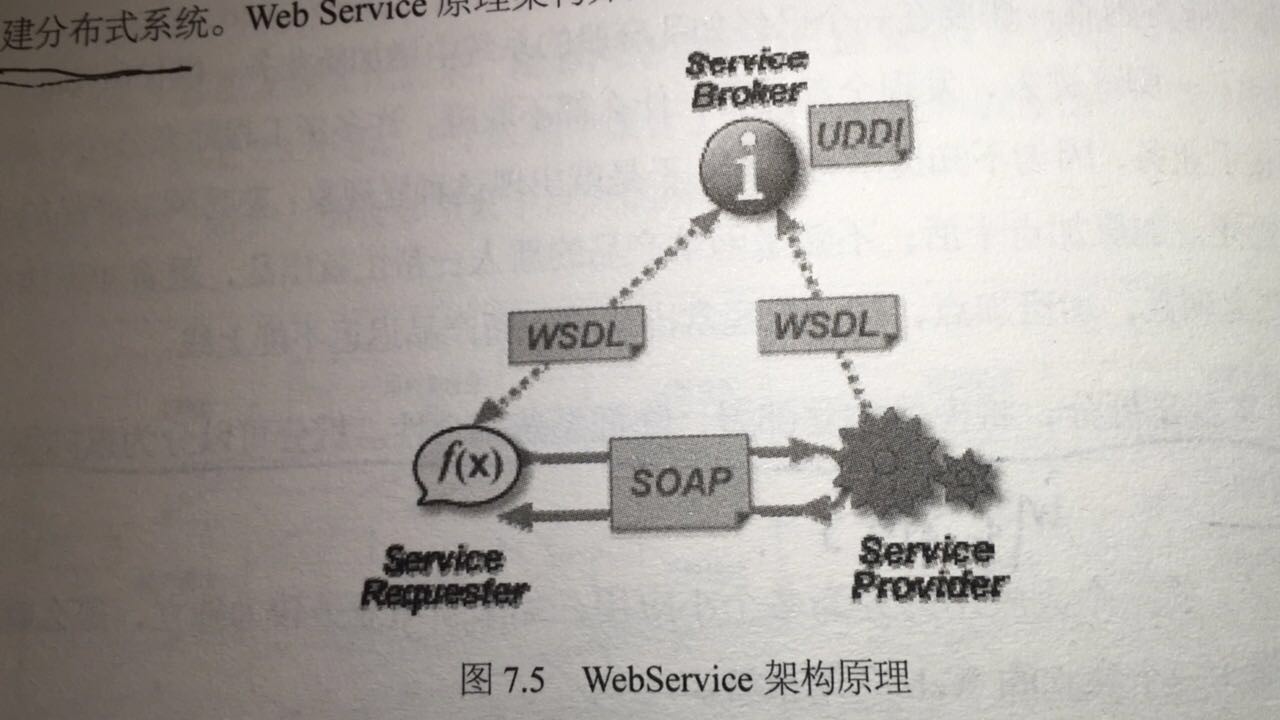 建分布式系统。Web Service 原理架构
Service
Broker
UDDI
i
WSDL
WSDL
f(x)
SOAP
Service
Requester
Service
Provider
图 7.5 WebService 架构原理